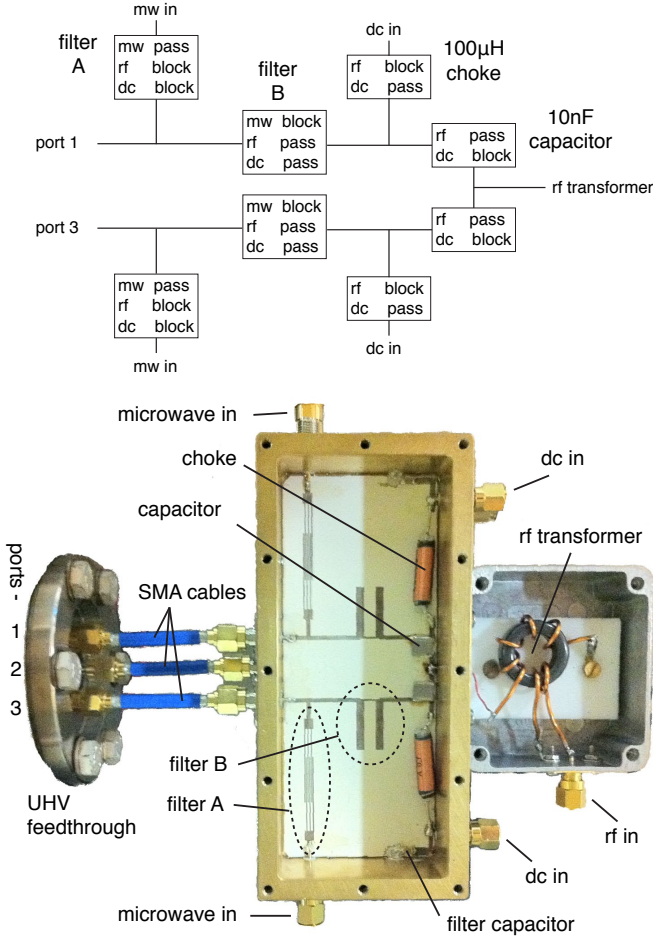 mw in
filter
A
mw pass
rf block
dc block
dc in
rf block
dc pass
100µH
choke
filter
B
mw block
rf pass
dc pass
10nF
capacitor
port 1
rf pass
dc block
rf transformer
port 3
mw block
rf pass
dc pass
rf pass
dc block
mw pass
rf block
dc block
rf block
dc pass
mw in
dc in
microwave in
choke
dc in
capacitor
rf transformer
ports -
SMA cables
1
2
3
filter B
filter A
UHV
feedthrough
rf in
dc in
microwave in
filter capacitor